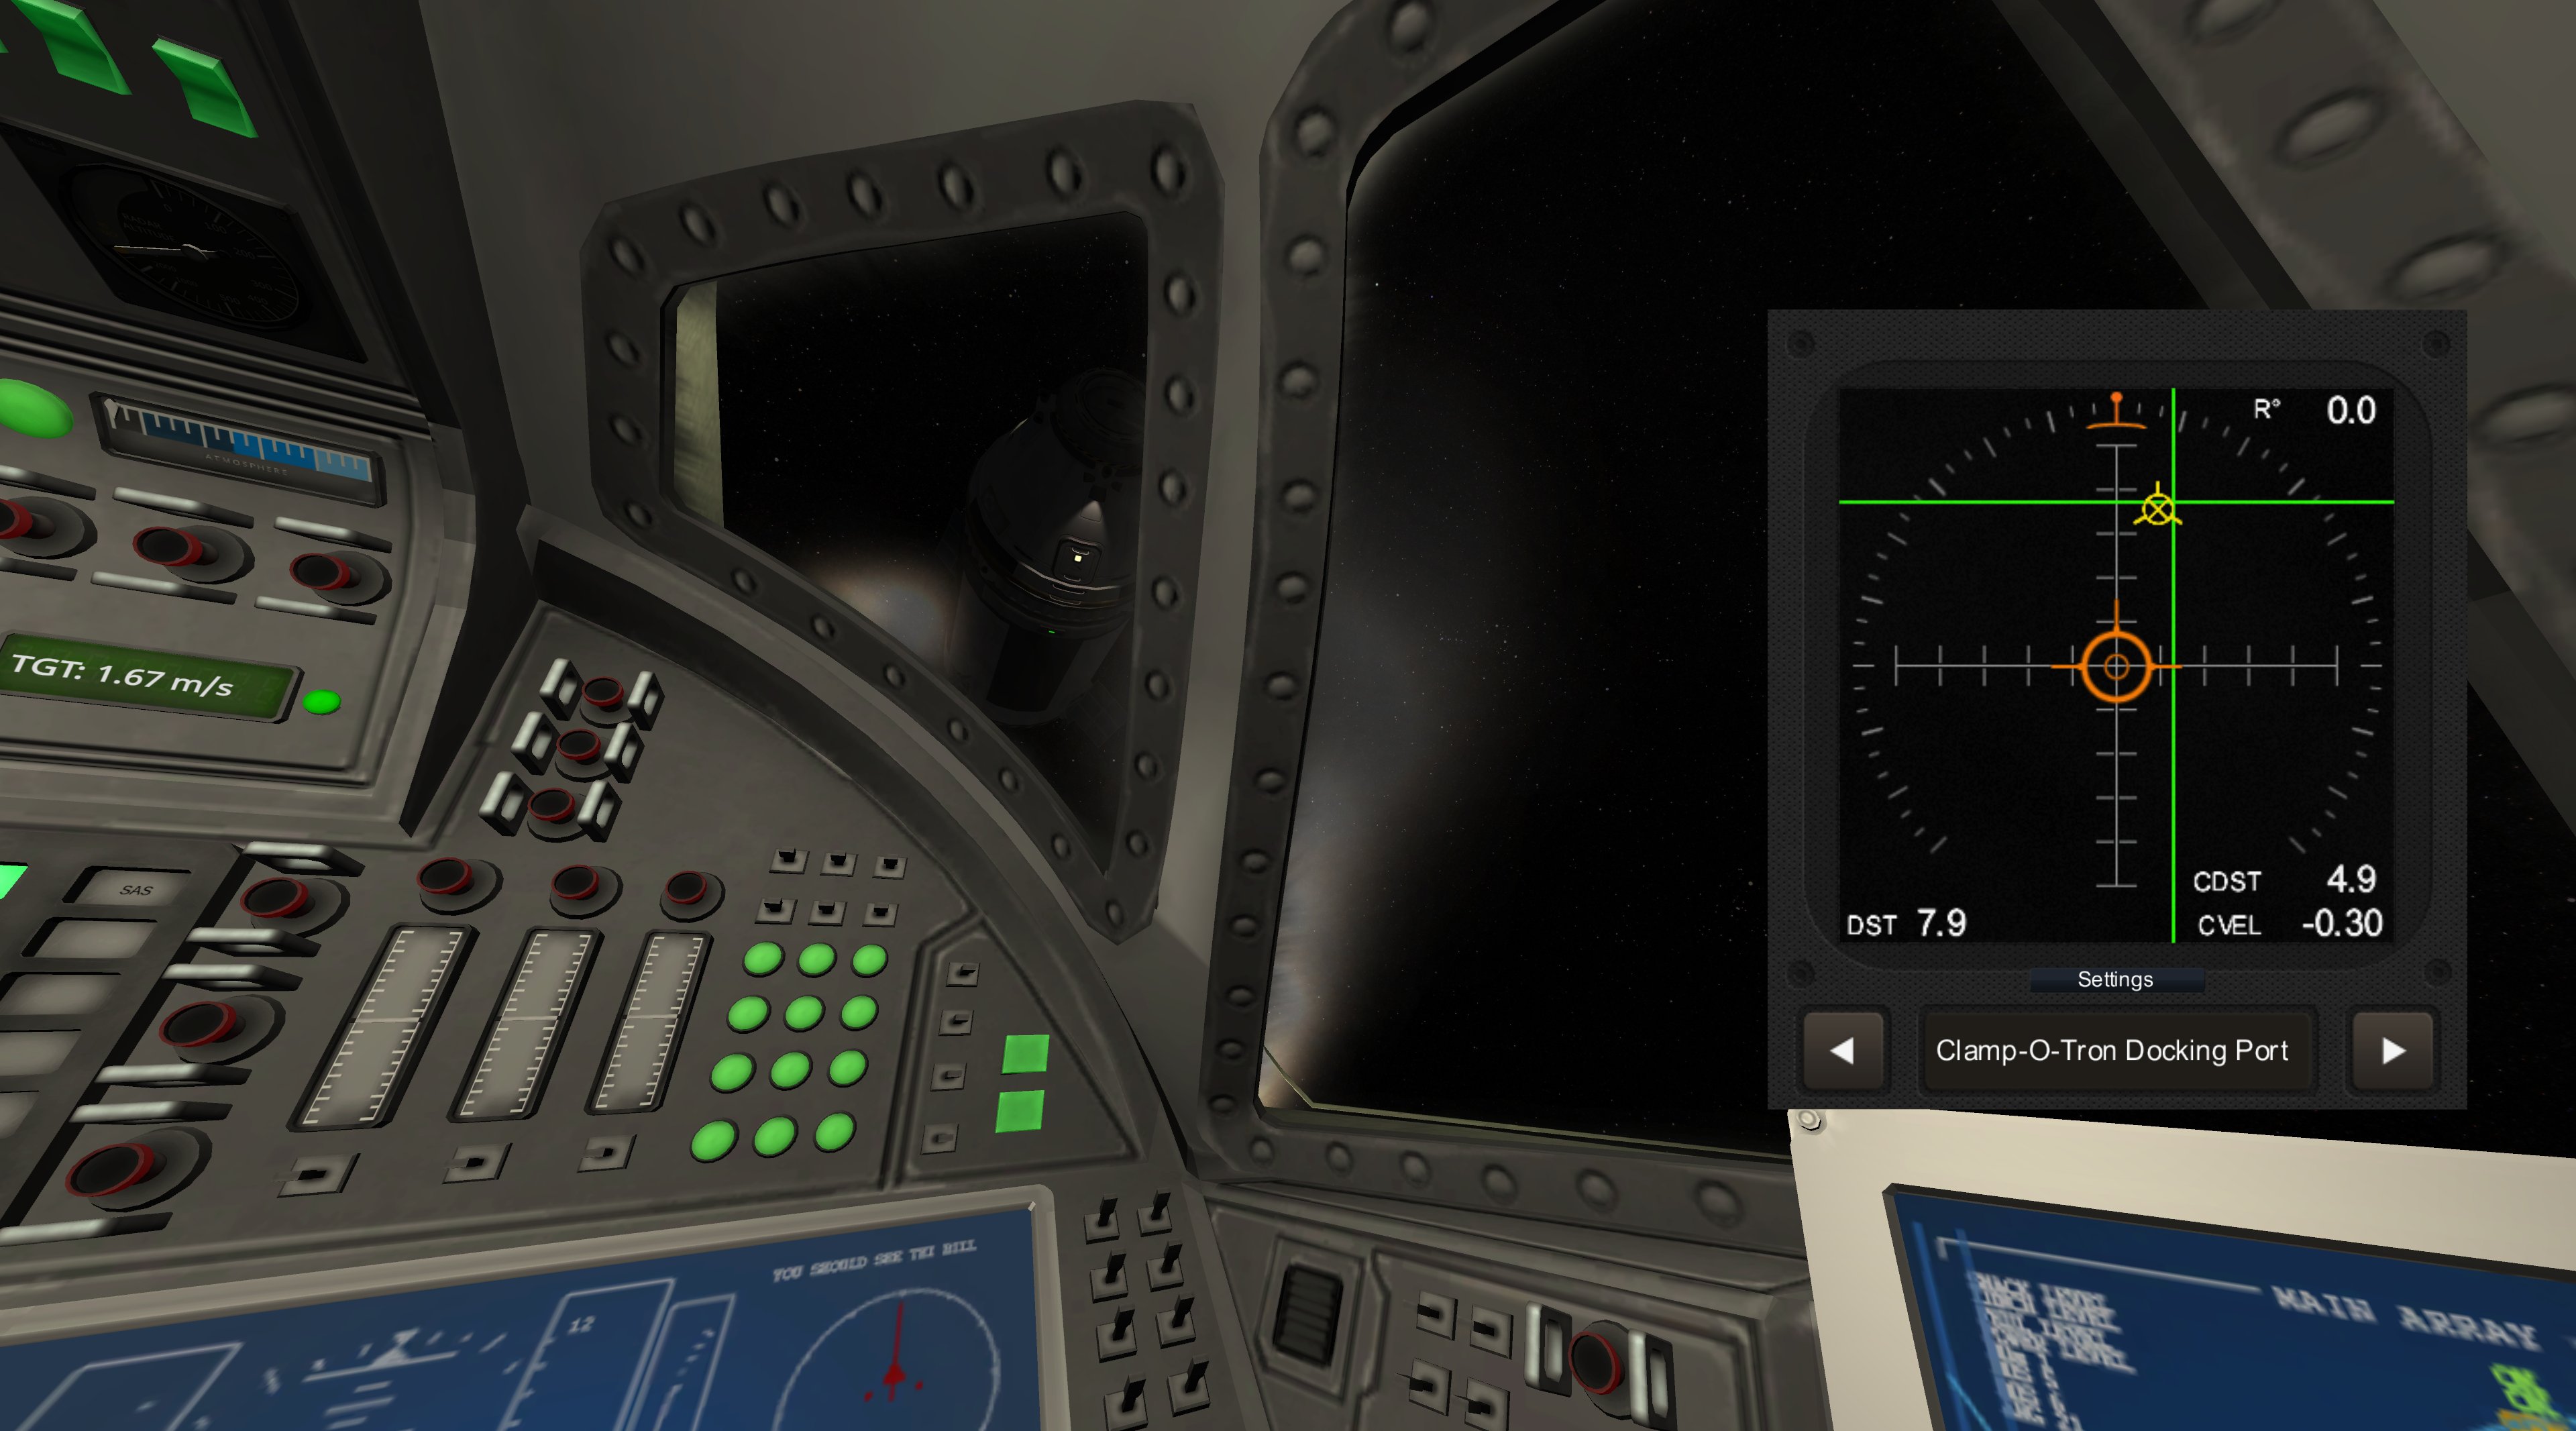 ATMOSPHERE
TGT: 1.67 m/s
SAS
R° 0.0
CDST 4.9
DST 7.9 CVEL -0.30
Settings
Clamp-O-Tron Docking Port
YOU SHOULD SEE THE BILL
12
MAIN ARRAY